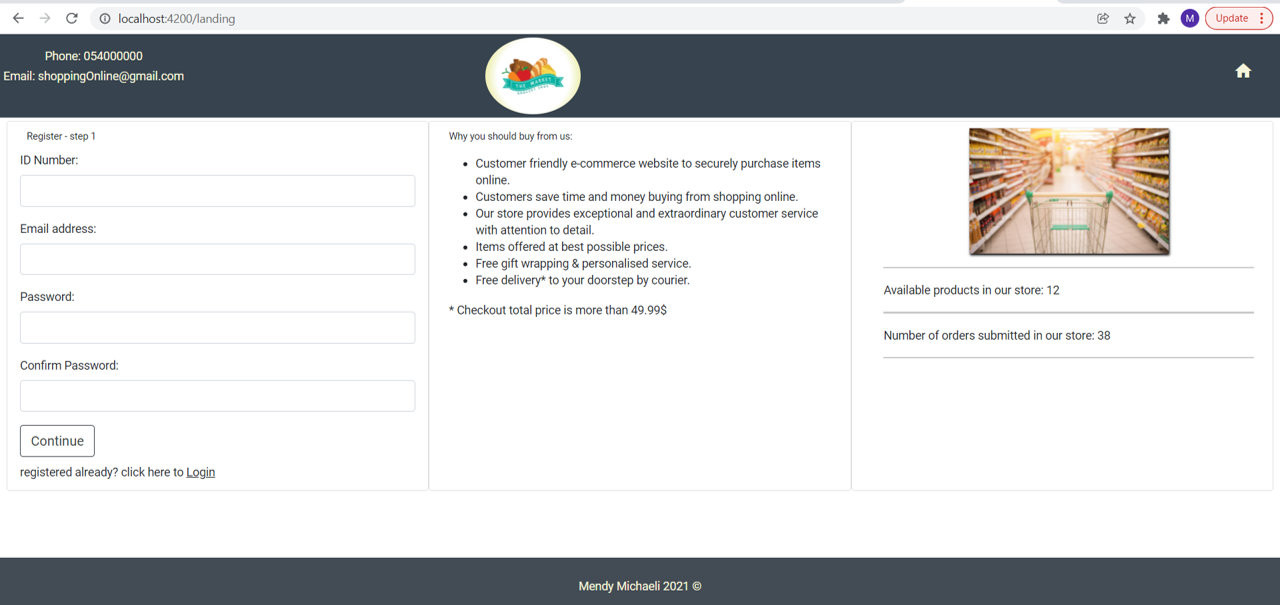 localhost:4200/landing
M
Update
Phone: 054000000
Email: shoppingOnline@gmail.com
THE MARKET
Register - step 1
ID Number:
Email address:
Password:
Confirm Password:
Continue
registered already? click here to Login
Why you should buy from us:
• Customer friendly e-commerce website to securely purchase items
online.
• Customers save time and money buying from shopping online.
• Our store provides exceptional and extraordinary customer service
with attention to detail.
• Items offered at best possible prices.
• Free gift wrapping & personalised service.
• Free delivery* to your doorstep by courier.
* Checkout total price is more than 49.99$
Available products in our store: 12
Number of orders submitted in our store: 38
Mendy Michaeli 2021 ©